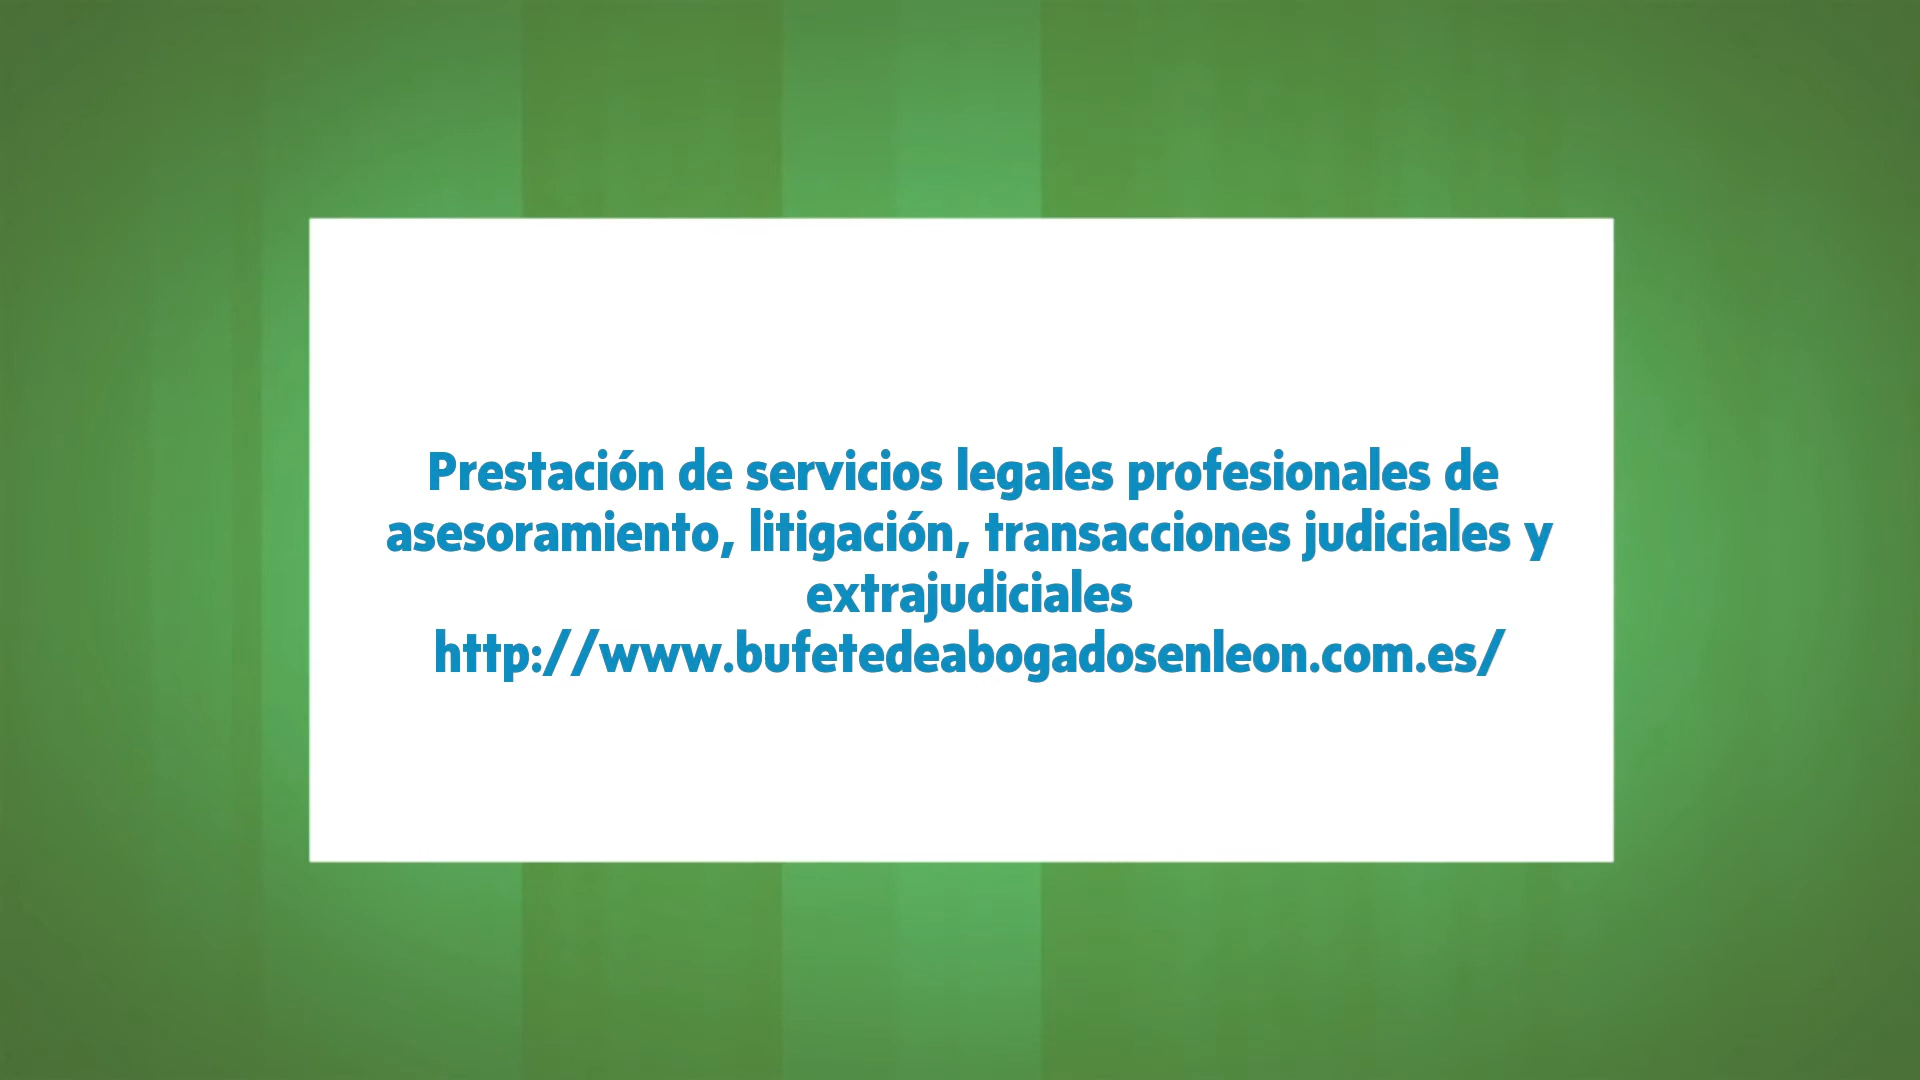 Prestación de servicios legales profesionales de
asesoramiento, litigación, transacciones judiciales y
extrajudiciales
http://www.bufetedeabogadosenleon.com.es/